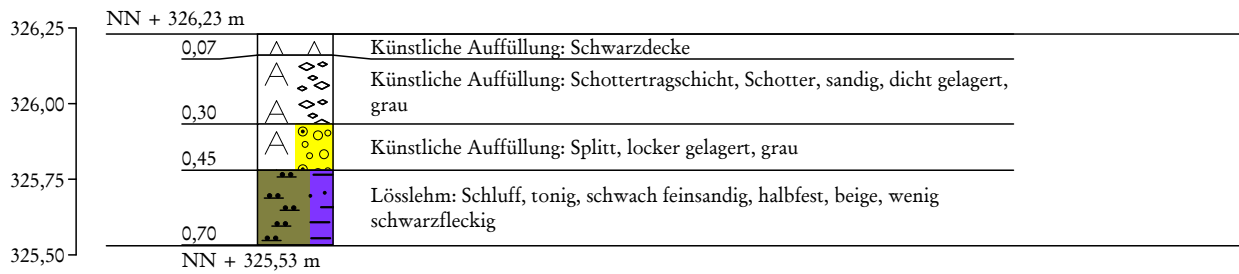 NN + 326,23 m
326,25
0,07
Künstliche Auffüllung: Schwarzdecke
Künstliche Auffüllung: Schottertragschicht, Schotter, sandig, dicht gelagert,
grau
326,00
0,30
Künstliche Auffüllung: Splitt, locker gelagert, grau
0,45
325,75
Lösslehm: Schluff, tonig, schwach feinsandig, halbfest, beige, wenig
schwarzfleckig
0,70
325,50
NN + 325,53 m